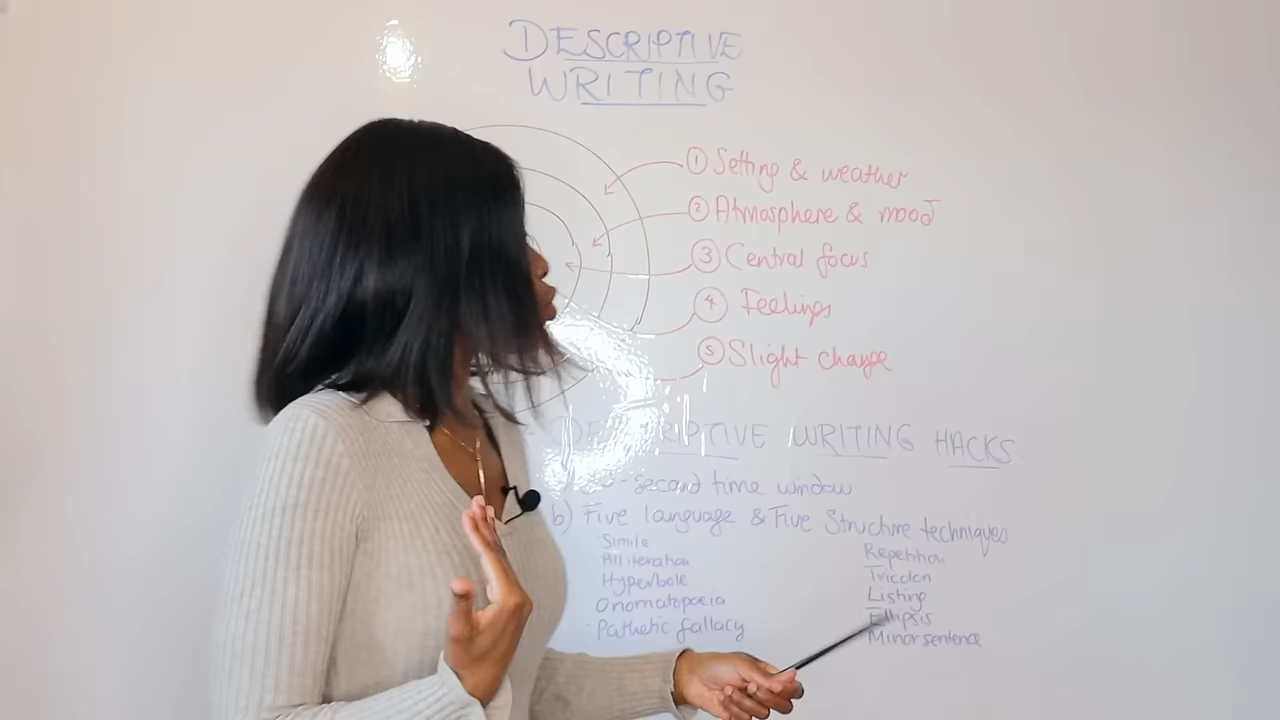 DESCRIPTIVE
WRITING
① Setting & weather
② Atmosphere & mood
③ Central focus
④ Feelings
⑤ Slight change
DESCRIPTIVE WRITING HACKS
-second time window
b) Five language & Five Structure techniques
Simile
Alliteration
Hyperbole
Onomatopoeia
Pathetic fallacy
Repetition
Tricolon
Listing
Ellipsis
Minor sentence